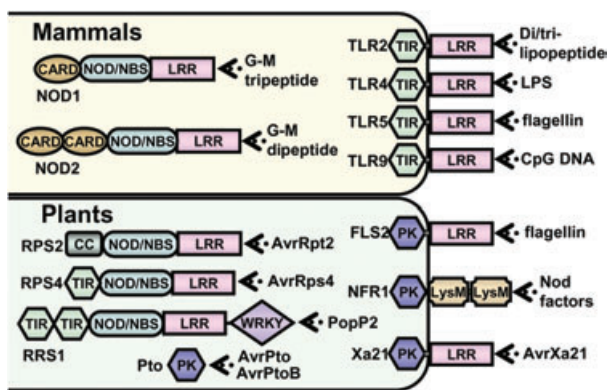 Mammals
CARD NOD/NBS LRR G-M tripeptide
NOD1
CARD CARD NOD/NBS LRR G-M dipeptide
NOD2
TLR2 TIR LRR Di/tri-lipopeptide
TLR4 TIR LRR LPS
TLR5 TIR LRR flagellin
TLR9 TIR LRR CpG DNA
Plants
RPS2 CC NOD/NBS LRR AvrRpt2
RPS4 TIR NOD/NBS LRR AvrRps4
TIR TIR NOD/NBS LRR WRKY PopP2
RRS1
Pto PK AvrPto
AvrPtoB
FLS2 PK LRR flagellin
NFR1 PK LysM LysM Nod factors
Xa21 PK LRR AvrXa21